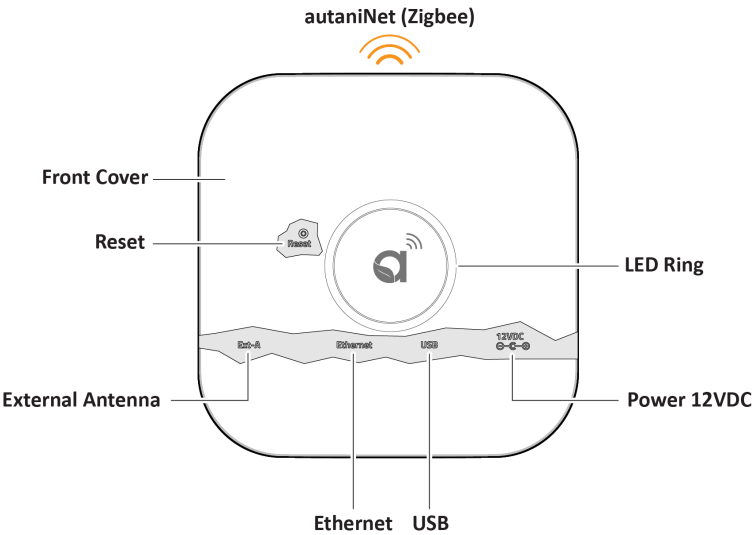 autaniNet (Zigbee)
Front Cover
Reset
Reset
LED Ring
Ext-A
Ethernet
USB
12VDC
External Antenna
Power 12VDC
Ethernet
USB